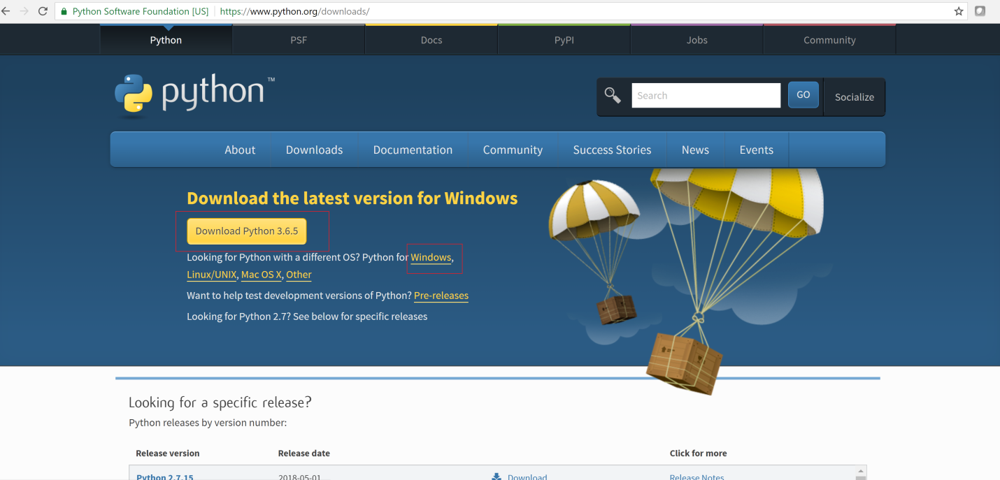 Python Software Foundation [US] https://www.python.org/downloads/
Python PSF Docs PyPI Jobs Community
python™
Search GO Socialize
About Downloads Documentation Community Success Stories News Events
Download the latest version for Windows
Download Python 3.6.5
Looking for Python with a different OS? Python for Windows,
Linux/UNIX, Mac OS X, Other
Want to help test development versions of Python? Pre-releases
Looking for Python 2.7? See below for specific releases
Looking for a specific release?
Python releases by version number:
Release version Release date Click for more
Python 2.7.15 2018-05-01 Download Release Notes